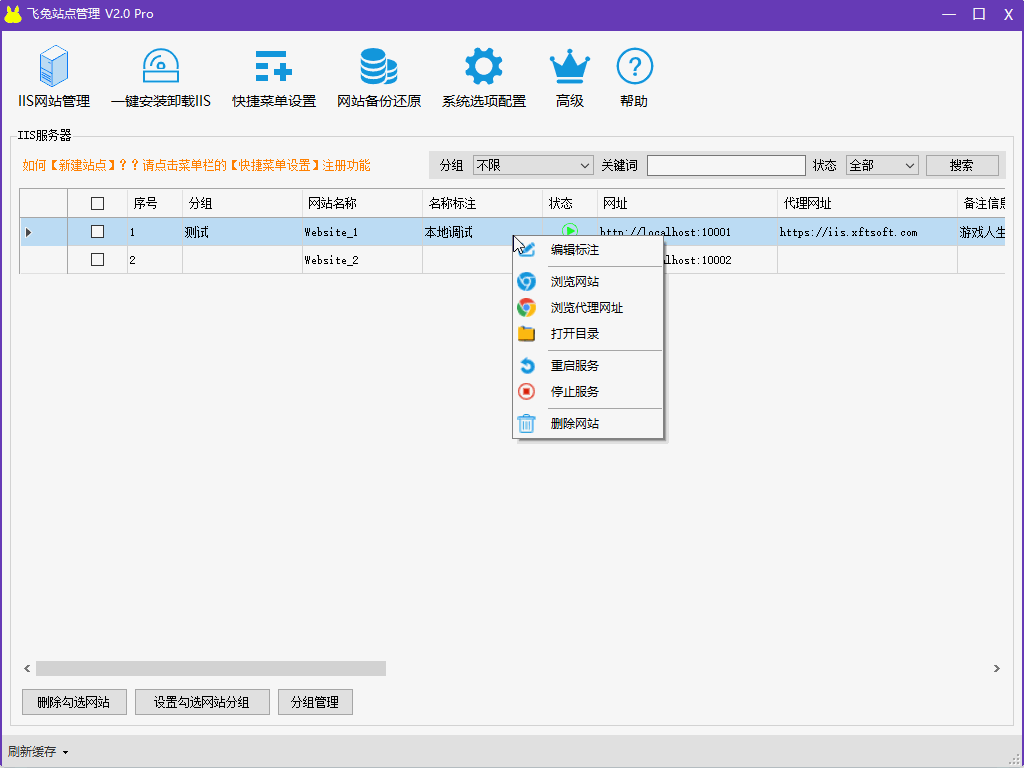 飞兔站点管理 V2.0 Pro
IIS网站管理 一键安装卸载IIS 快捷菜单设置 网站备份还原 系统选项配置 高级 帮助
IIS服务器
如何【新建站点】？？请点击菜单栏的【快捷菜单设置】注册功能 分组 不限 关键词 状态 全部 搜索
序号 分组 网站名称 名称标注 状态 网址 代理网址 备注信息
1 测试 Website_1 本地调试 http://localhost:10001 https://iis.xftsoft.com 游戏人生
2 Website_2 lhost:10002
编辑标注
浏览网站
浏览代理网址
打开目录
重启服务
停止服务
删除网站
删除勾选网站 设置勾选网站分组 分组管理
刷新缓存